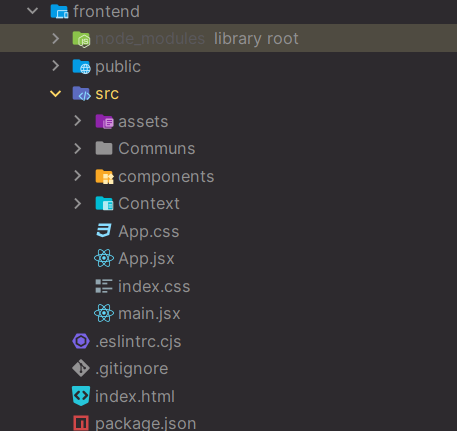 frontend
node_modules library root
public
src
assets
Communs
components
Context
App.css
App.jsx
index.css
main.jsx
.eslintrc.cjs
.gitignore
index.html
package.json